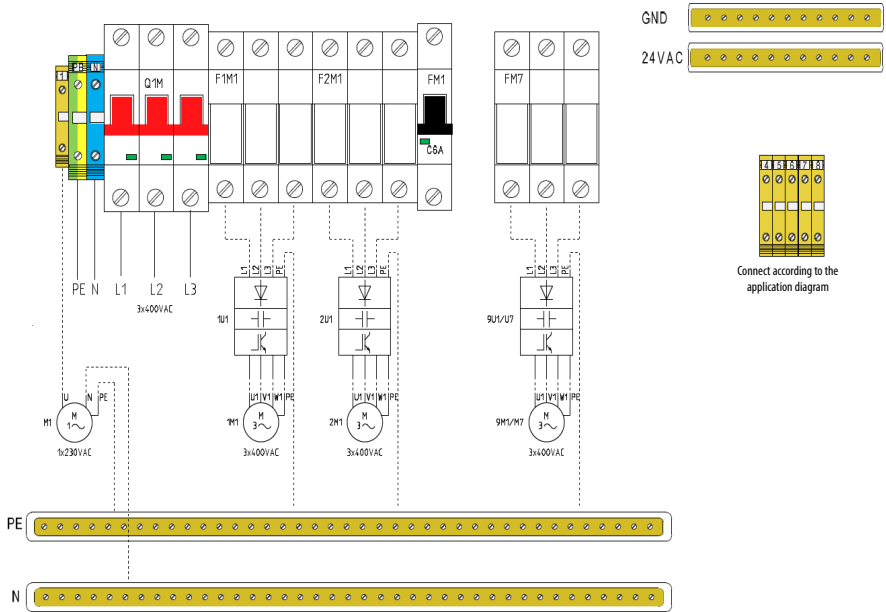 GND
24VAC
1
PE
N
Q1M
F1M1
F2M1
FM1
FM7
C6A
4 5 6 7 8
Connect according to the
application diagram
PE N L1 L2 L3
3x400VAC
L1 L2 L3 PE
L1 L2 L3 PE
L1 L2 L3 PE
1U1
2U1
9U1/U7
U N PE
U1 V1 W1 PE
U1 V1 W1 PE
U1 V1 W1 PE
M1
M
1~
1x230VAC
1M1
M
3~
3x400VAC
2M1
M
3~
3x400VAC
9M1/M7
M
3~
3x400VAC
PE
N